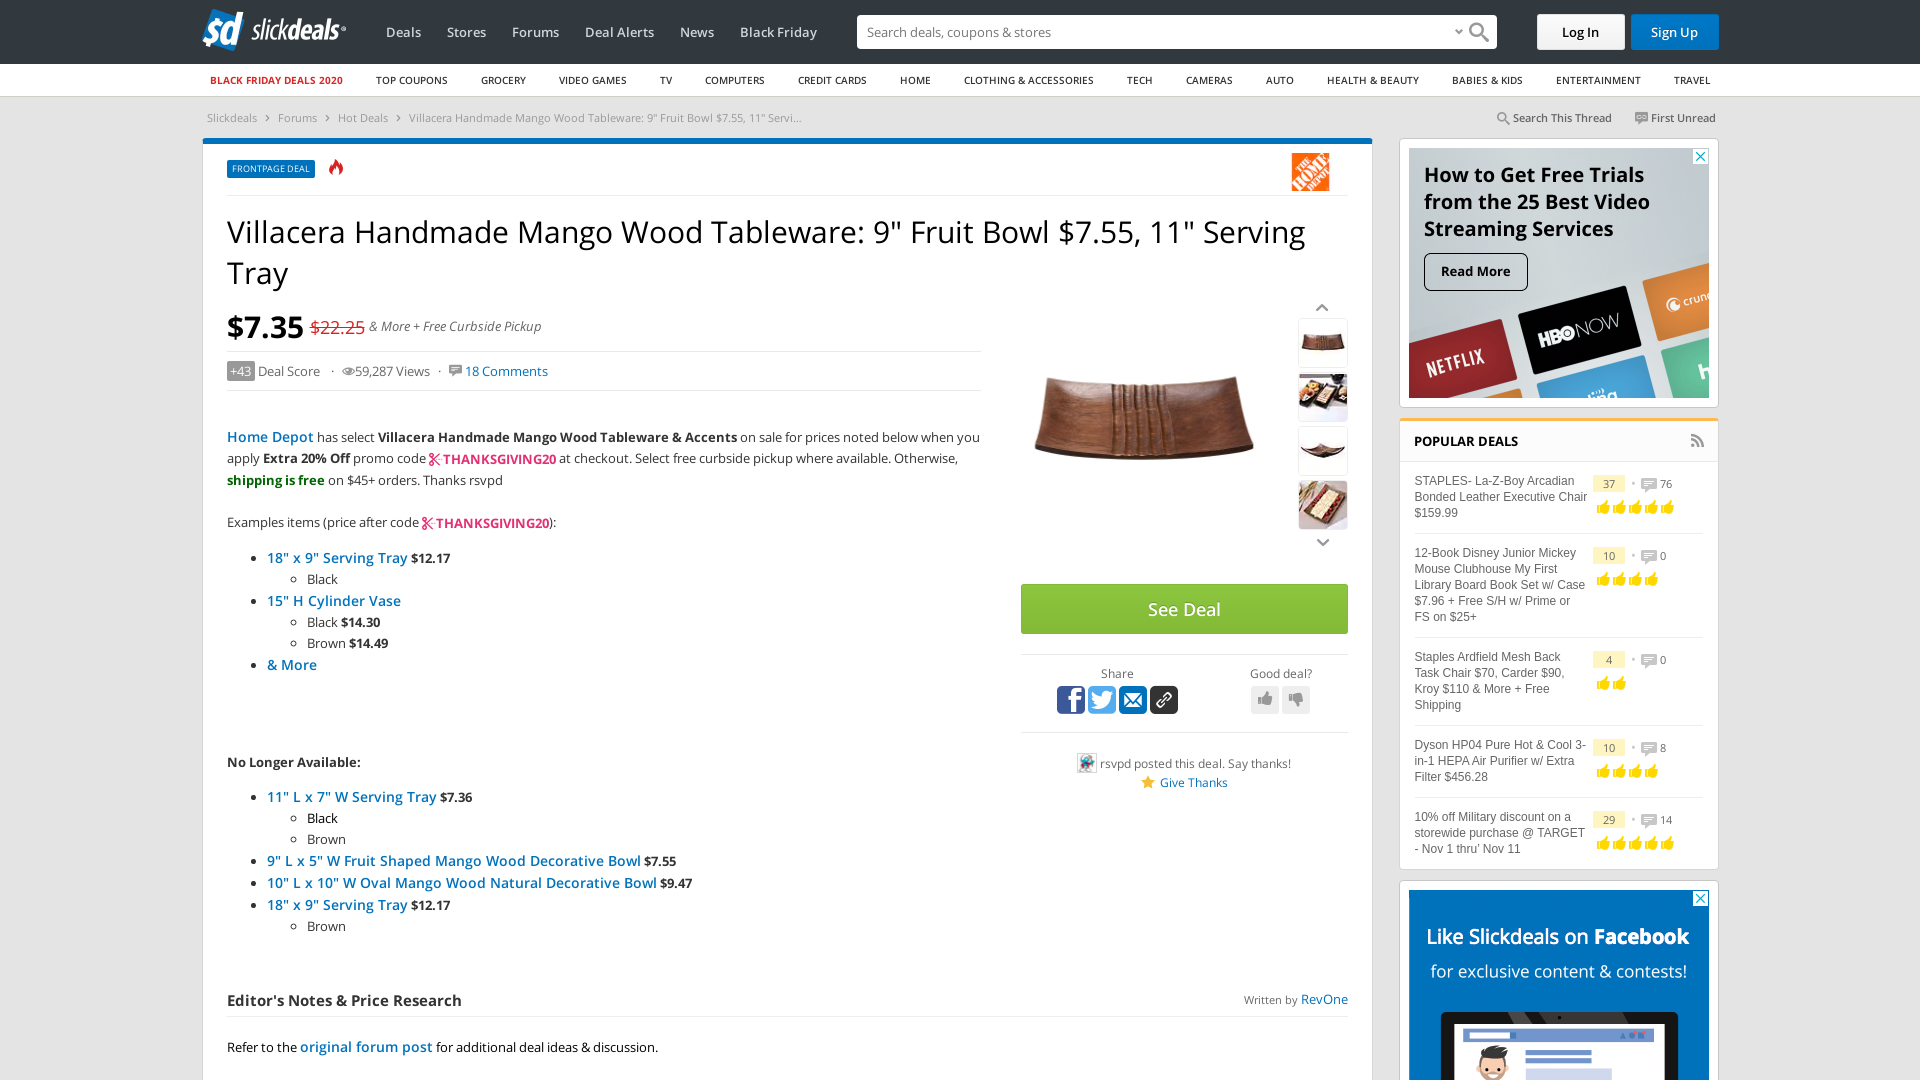 sd slickdeals
Deals Stores Forums Deal Alerts News Black Friday
Search deals, coupons & stores
Log In Sign Up
BLACK FRIDAY DEALS 2020 TOP COUPONS GROCERY VIDEO GAMES TV COMPUTERS CREDIT CARDS HOME CLOTHING & ACCESSORIES TECH CAMERAS AUTO HEALTH & BEAUTY BABIES & KIDS ENTERTAINMENT TRAVEL
Slickdeals > Forums > Hot Deals > Villacera Handmade Mango Wood Tableware: 9" Fruit Bowl $7.55, 11" Servi...
Search This Thread First Unread
FRONTPAGE DEAL
THE HOME DEPOT
Villacera Handmade Mango Wood Tableware: 9" Fruit Bowl $7.55, 11" Serving
Tray
$7.35 $22.25 & More + Free Curbside Pickup
+43 Deal Score · 59,287 Views · 18 Comments
Home Depot has select Villacera Handmade Mango Wood Tableware & Accents on sale for prices noted below when you
apply Extra 20% Off promo code THANKSGIVING20 at checkout. Select free curbside pickup where available. Otherwise,
shipping is free on $45+ orders. Thanks rsvpd
Examples items (price after code THANKSGIVING20):
• 18" x 9" Serving Tray $12.17
◦ Black
• 15" H Cylinder Vase
◦ Black $14.30
◦ Brown $14.49
• & More
No Longer Available:
• 11" L x 7" W Serving Tray $7.36
◦ Black
◦ Brown
• 9" L x 5" W Fruit Shaped Mango Wood Decorative Bowl $7.55
• 10" L x 10" W Oval Mango Wood Natural Decorative Bowl $9.47
• 18" x 9" Serving Tray $12.17
◦ Brown
See Deal
Share Good deal?
rsvpd posted this deal. Say thanks!
Give Thanks
Editor's Notes & Price Research
Written by RevOne
Refer to the original forum post for additional deal ideas & discussion.
How to Get Free Trials
from the 25 Best Video
Streaming Services
Read More
NETFLIX
HBO NOW
crun
hulu
POPULAR DEALS
STAPLES- La-Z-Boy Arcadian
Bonded Leather Executive Chair
$159.99
37 • 76
12-Book Disney Junior Mickey
Mouse Clubhouse My First
Library Board Book Set w/ Case
$7.96 + Free S/H w/ Prime or
FS on $25+
10 • 0
Staples Ardfield Mesh Back
Task Chair $70, Carder $90,
Kroy $110 & More + Free
Shipping
4 • 0
Dyson HP04 Pure Hot & Cool 3-
in-1 HEPA Air Purifier w/ Extra
Filter $456.28
10 • 8
10% off Military discount on a
storewide purchase @ TARGET
- Nov 1 thru' Nov 11
29 • 14
Like Slickdeals on Facebook
for exclusive content & contests!